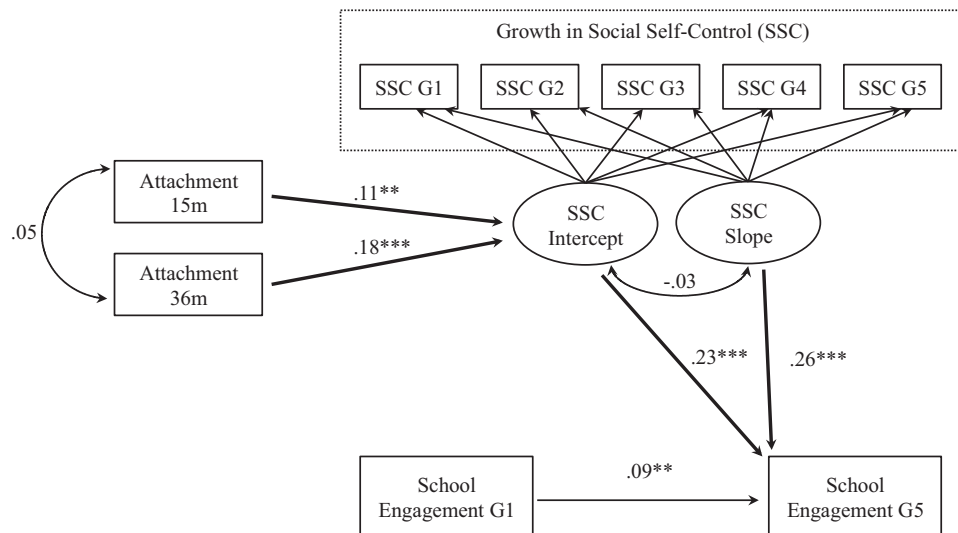 Growth in Social Self-Control (SSC)
SSC G1
SSC G2
SSC G3
SSC G4
SSC G5
Attachment
15m
.11**
SSC
Intercept
SSC
Slope
.05
.18***
Attachment
36m
-.03
.23***
.26***
School
Engagement G1
.09**
School
Engagement G5